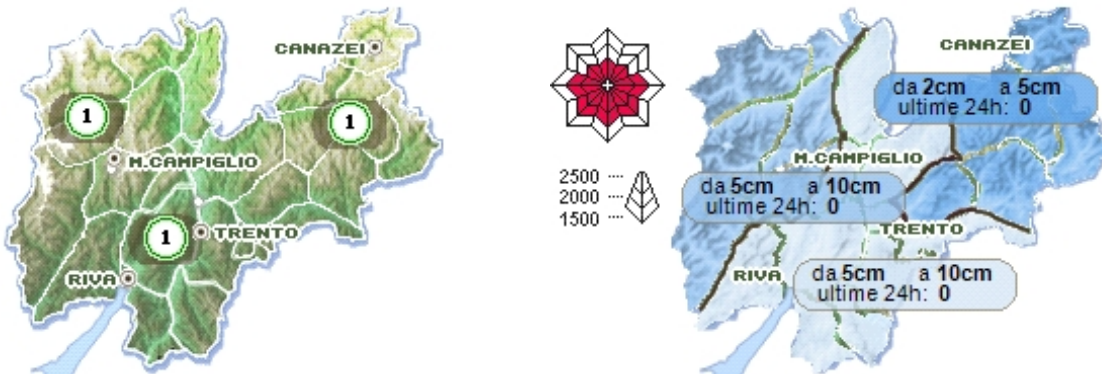 CANAZEI
1
1
M.CAMPIGLIO
1
TRENTO
RIVA
2500
2000
1500
CANAZEI
da 2cm a 5cm
ultime 24h: 0
M.CAMPIGLIO
da 5cm a 10cm
ultime 24h: 0
TRENTO
RIVA
da 5cm a 10cm
ultime 24h: 0